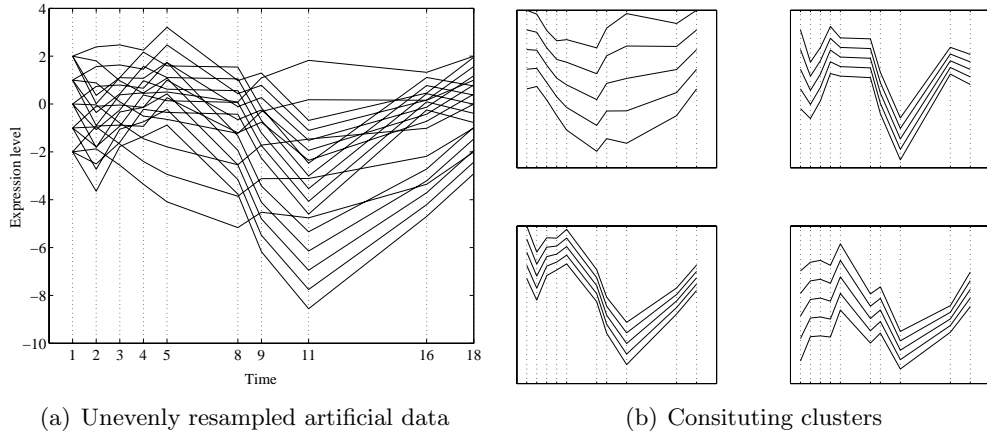 4
2
0
−2
−4
−6
−8
−10
Expression level
1 2 3 4 5 8 9 11 16 18
Time
(a) Unevenly resampled artificial data
(b) Consituting clusters